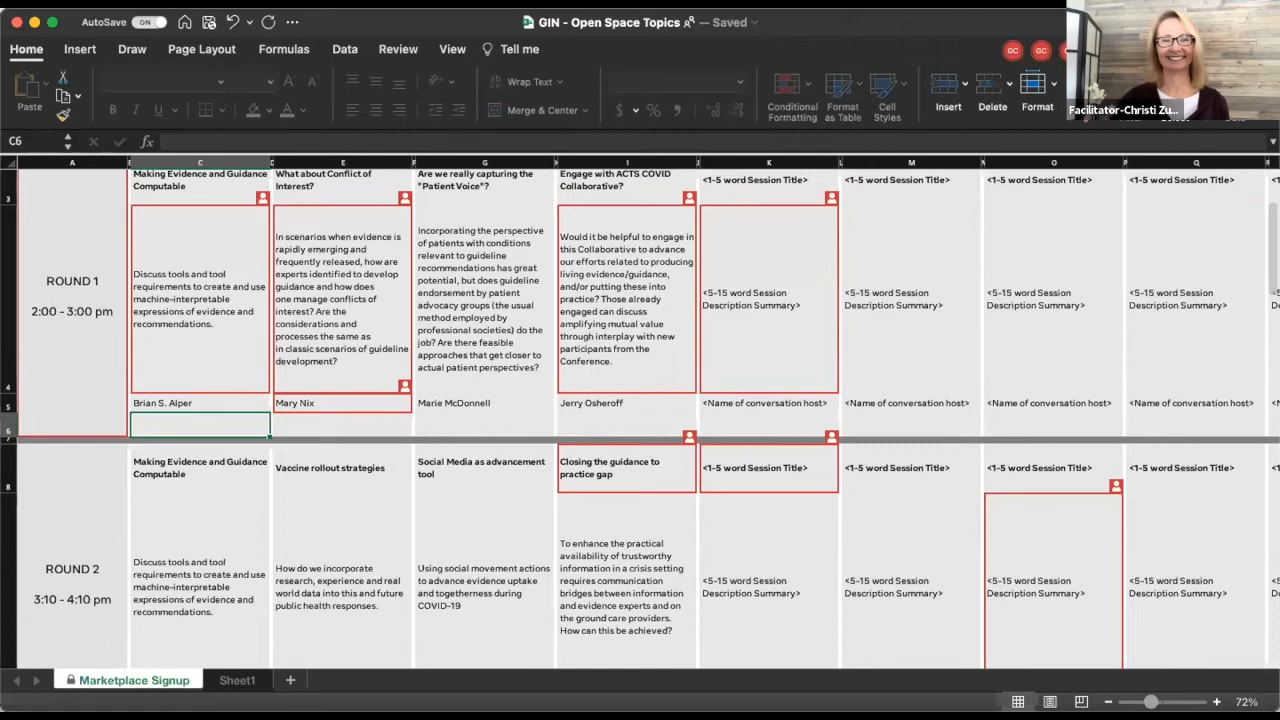 AutoSave ON GIN - Open Space Topics — Saved
Home Insert Draw Page Layout Formulas Data Review View Tell me GC GC
Paste B I U Wrap Text Merge & Center $ % Conditional Formatting Format as Table Cell Styles Insert Delete Format
Facilitator-Christi Zu...
C6 fx
A C E G I K M O Q
3
Making Evidence and Guidance
Computable
What about Conflict of
Interest?
Are we really capturing the
"Patient Voice"?
Engage with ACTS COVID
Collaborative?
<1-5 word Session Title>
<1-5 word Session Title>
<1-5 word Session Title>
<1-5 word Session Title>
4
ROUND 1
2:00 - 3:00 pm
Discuss tools and tool
requirements to create and use
machine-interpretable
expressions of evidence and
recommendations.
In scenarios when evidence is
rapidly emerging and
frequently released, how are
experts identified to develop
guidance and how does
one manage conflicts of
interest? Are the
considerations and
processes the same as
in classic scenarios of guideline
development?
Incorporating the perspective
of patients with conditions
relevant to guideline
recommendations has great
potential, but does guideline
endorsement by patient
advocacy groups (the usual
method employed by
professional societies) do the
job? Are there feasible
approaches that get closer to
actual patient perspectives?
Would it be helpful to engage in
this Collaborative to advance
our efforts related to producing
living evidence/guidance,
and/or putting these into
practice? Those already
engaged can discuss
amplifying mutual value
through interplay with new
participants from the
Conference.
<5-15 word Session
Description Summary>
<5-15 word Session
Description Summary>
<5-15 word Session
Description Summary>
<5-15 word Session
Description Summary>
5
Brian S. Alper
Mary Nix
Marie McDonnell
Jerry Osheroff
<Name of conversation host>
<Name of conversation host>
<Name of conversation host>
<Name of conversation host>
6
8
Making Evidence and Guidance
Computable
Vaccine rollout strategies
Social Media as advancement
tool
Closing the guidance to
practice gap
<1-5 word Session Title>
<1-5 word Session Title>
<1-5 word Session Title>
<1-5 word Session Title>
ROUND 2
3:10 - 4:10 pm
Discuss tools and tool
requirements to create and use
machine-interpretable
expressions of evidence and
recommendations.
How do we incorporate
research, experience and real
world data into this and future
public health responses.
Using social movement actions
to advance evidence uptake
and togetherness during
COVID-19
To enhance the practical
availability of trustworthy
information in a crisis setting
requires communication
bridges between information
and evidence experts and on
the ground care providers.
How can this be achieved?
<5-15 word Session
Description Summary>
<5-15 word Session
Description Summary>
<5-15 word Session
Description Summary>
<5-15 word Session
Description Summary>
Marketplace Signup Sheet1
72%